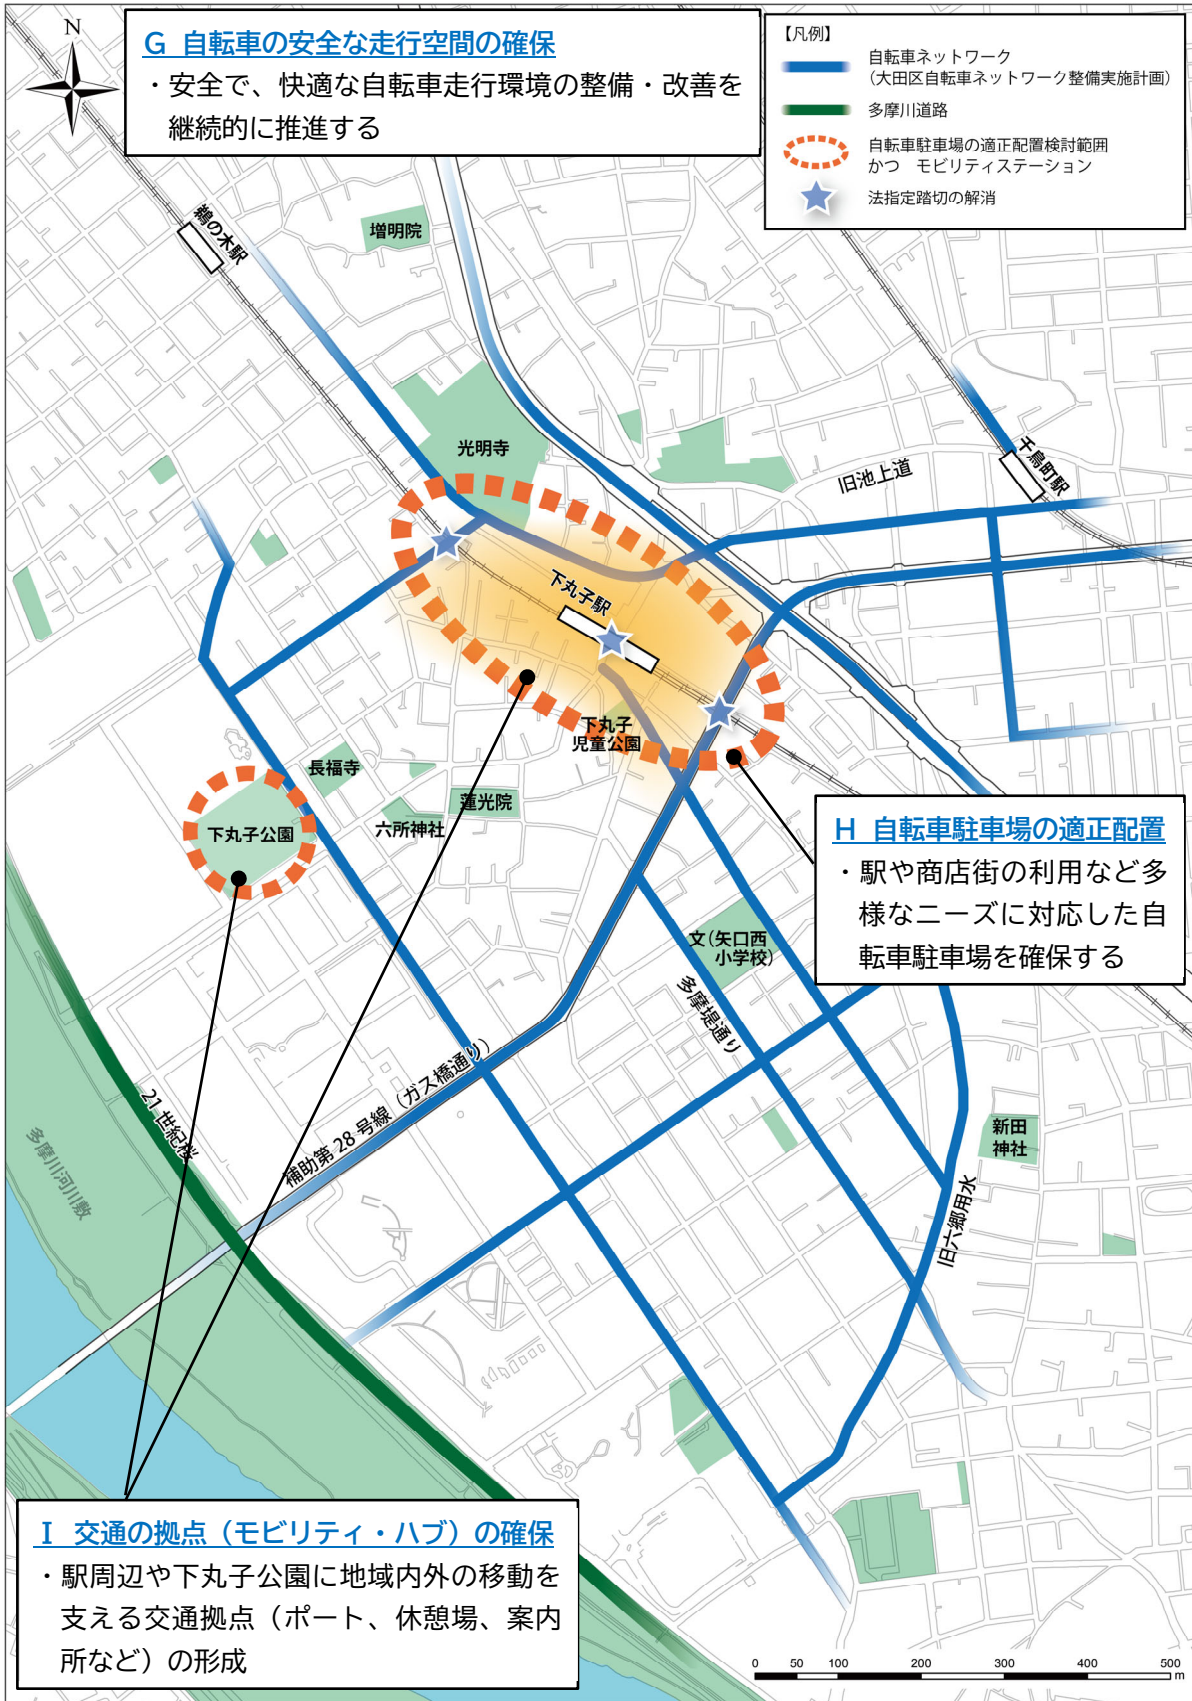 N
G 自転車の安全な走行空間の確保
・安全で、快適な自転車走行環境の整備・改善を
継続的に推進する
【凡例】
自転車ネットワーク
(大田区自転車ネットワーク整備実施計画)
多摩川道路
自転車駐車場の適正配置検討範囲
かつ モビリティステーション
法指定踏切の解消
鵜の木駅
増明院
光明寺
旧池上道
千鳥町駅
下丸子駅
下丸子
児童公園
長福寺
蓮光院
六所神社
下丸子公園
H 自転車駐車場の適正配置
・駅や商店街の利用など多
様なニーズに対応した自
転車駐車場を確保する
文(矢口西
小学校)
多摩堤通り
補助第28号線(ガス橋通り)
21世紀桜
多摩川河川敷
新田
神社
旧六郷用水
I 交通の拠点(モビリティ・ハブ)の確保
・駅周辺や下丸子公園に地域内外の移動を
支える交通拠点(ポート、休憩場、案内
所など)の形成
0 50 100 200 300 400 500
m